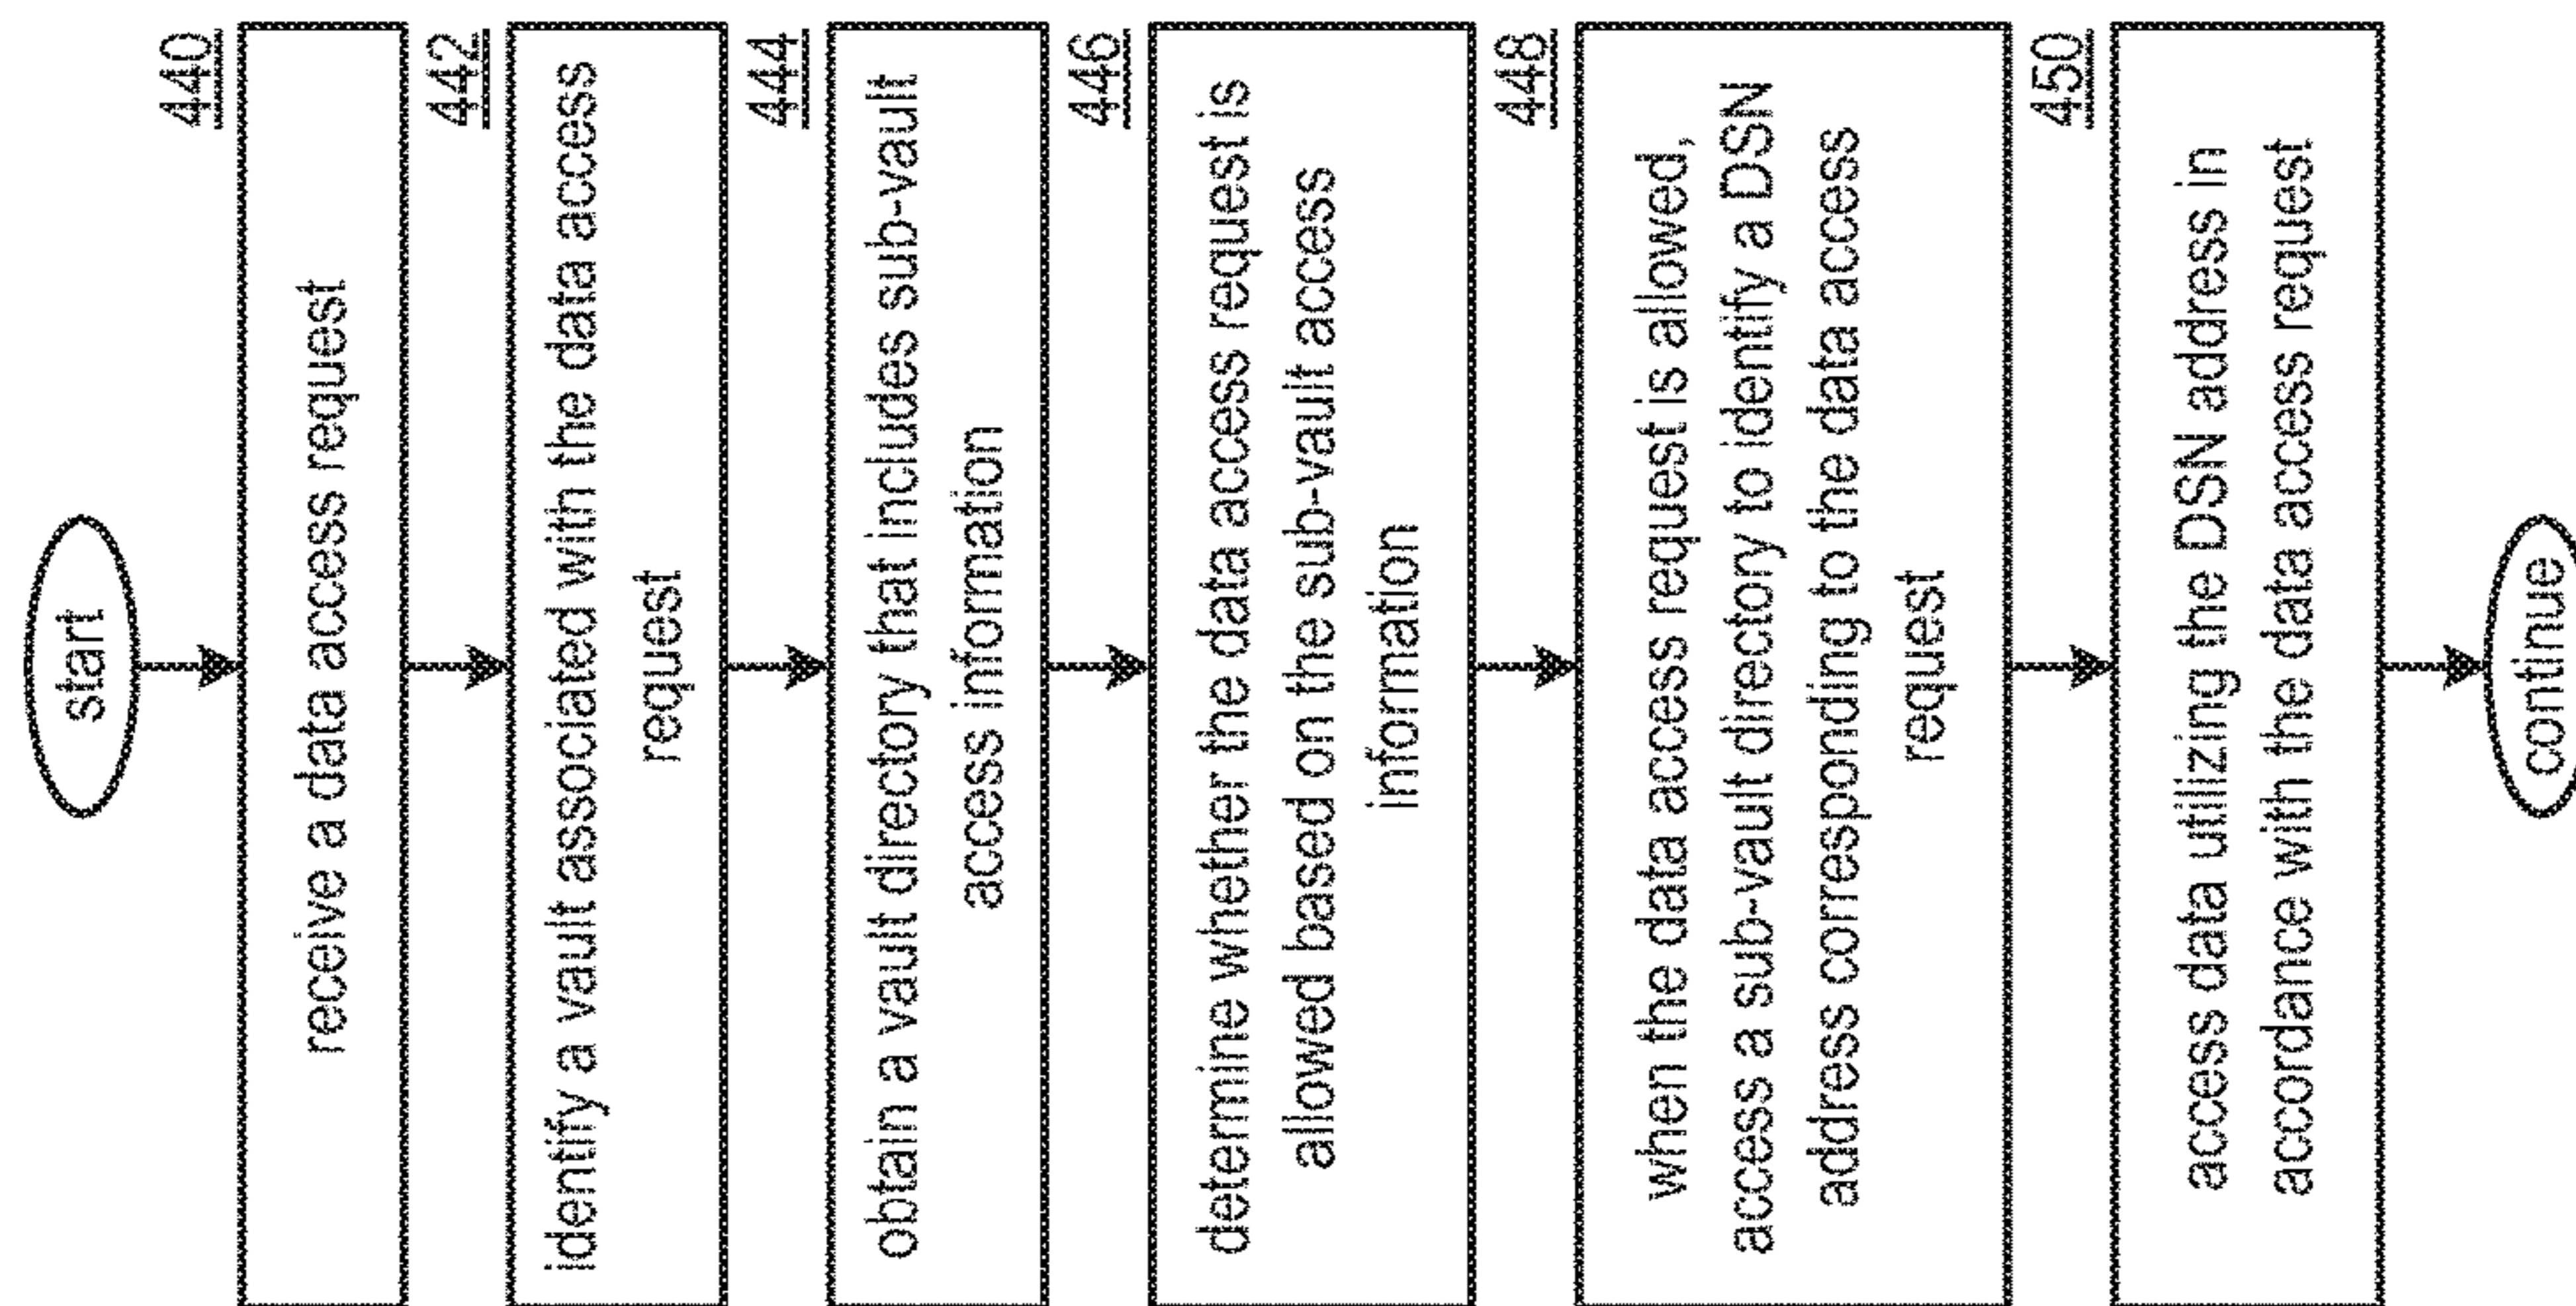 start
440
receive a data access request
442
identify a vault associated with the data access
request
444
obtain a vault directory that includes sub-vault
access information
446
determine whether the data access request is
allowed based on the sub-vault access
information
448
when the data access request is allowed,
access a sub-vault directory to identify a DSN
address corresponding to the data access
request
450
access data utilizing the DSN address in
accordance with the data access request
continue